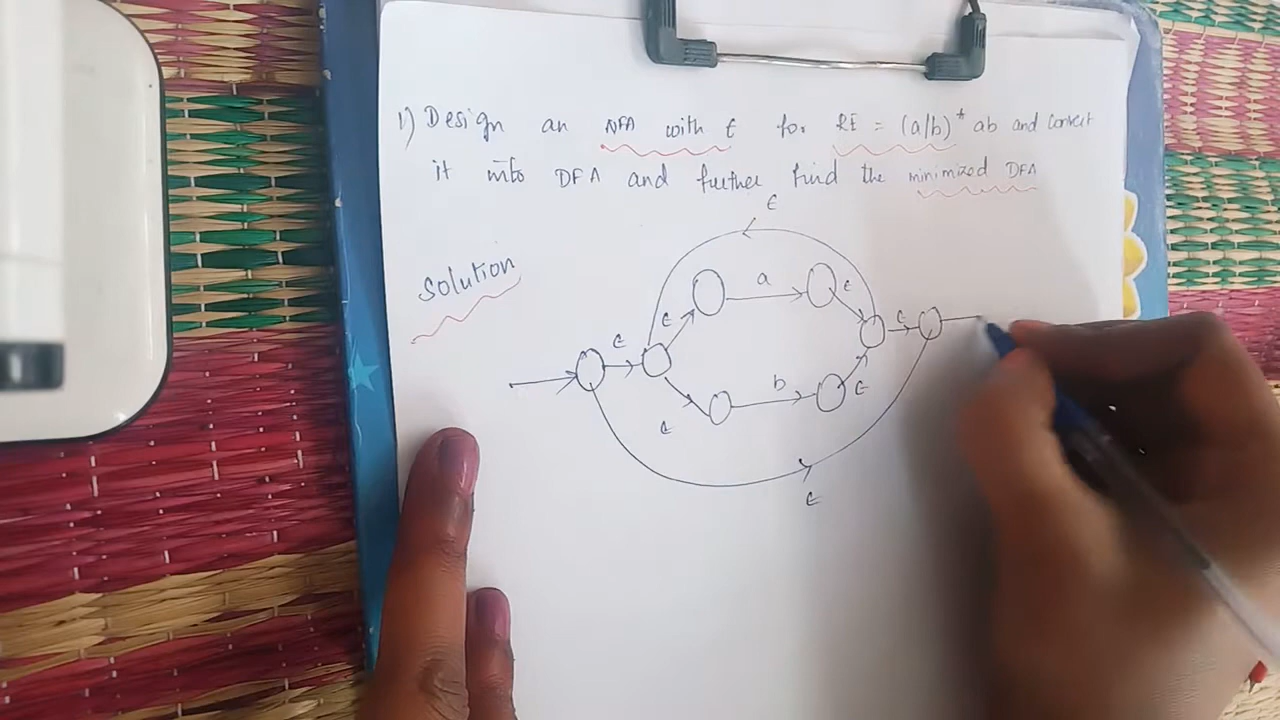 1) Design an NFA with ε for RE = (a/b)* ab and convert
it into DFA and further find the minimized DFA
Solution
ε
a
ε
ε
ε
ε
b
ε
ε
ε